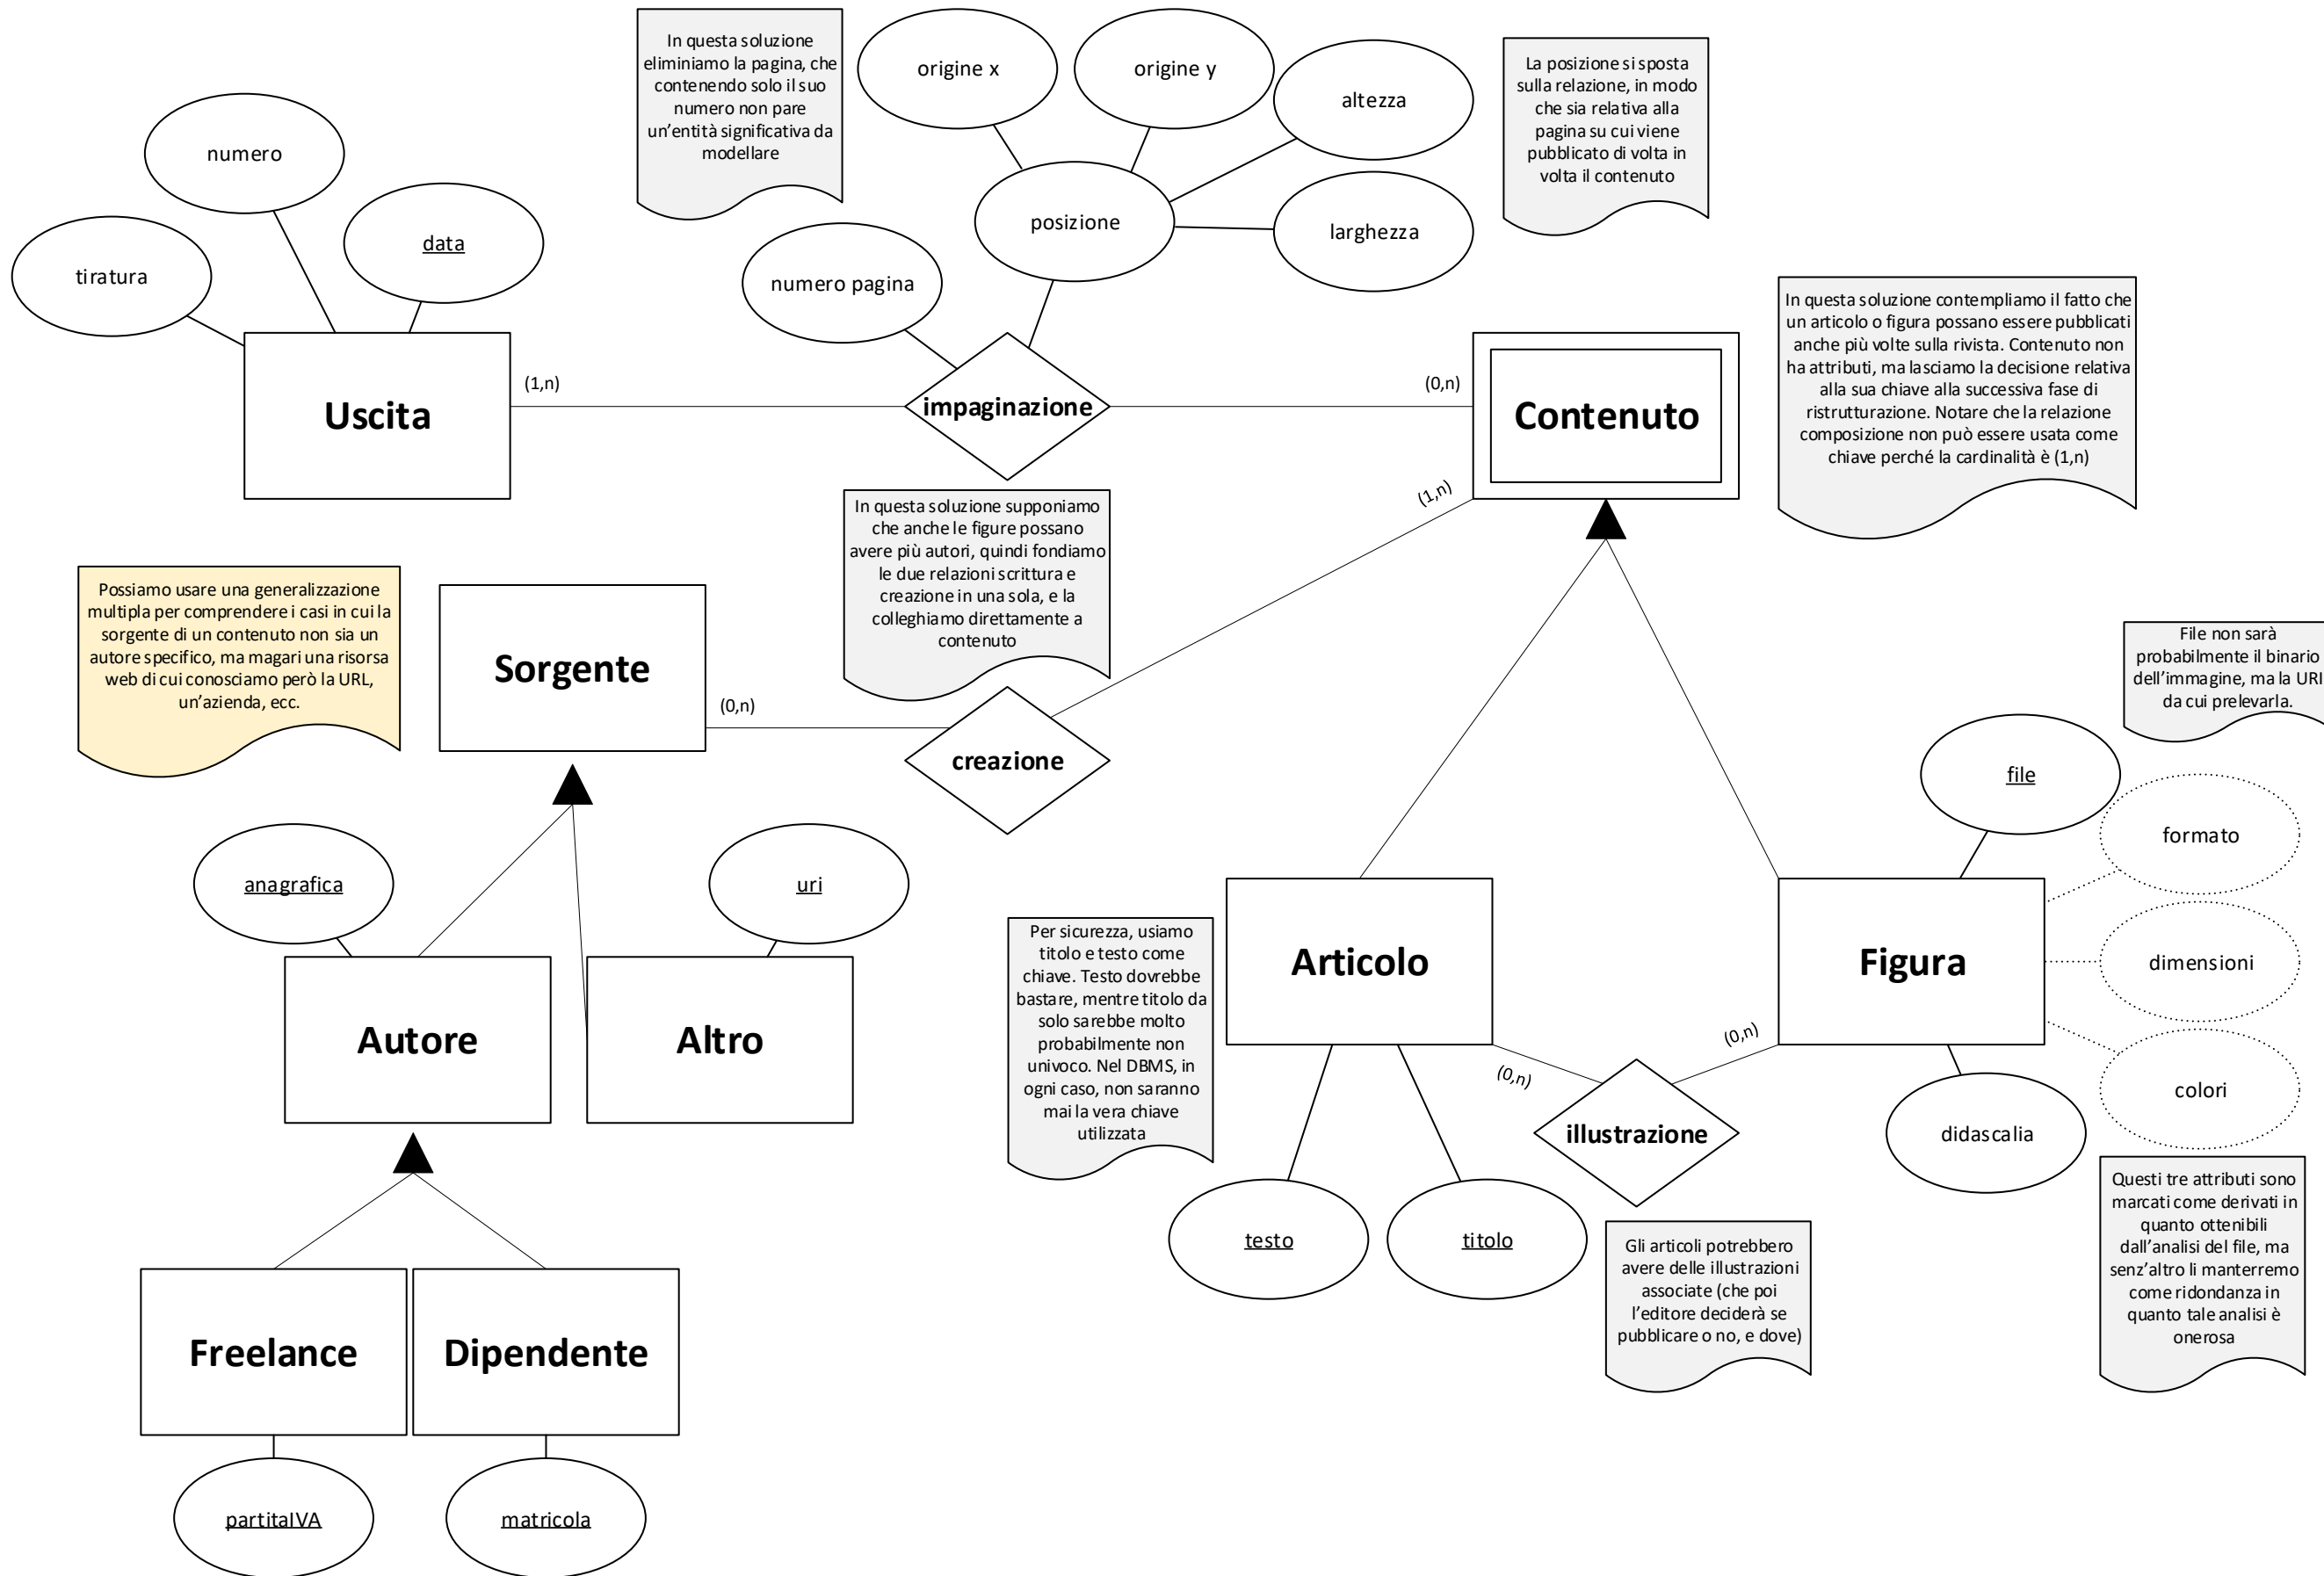 In questa soluzione
eliminiamo la pagina, che
contenendo solo il suo
numero non pare
un'entità significativa da
modellare
origine x
origine y
altezza
La posizione si sposta
sulla relazione, in modo
che sia relativa alla
pagina su cui viene
pubblicato di volta in
volta il contenuto
numero
data
tiratura
posizione
larghezza
numero pagina
In questa soluzione contempliamo il fatto che
un articolo o figura possano essere pubblicati
anche più volte sulla rivista. Contenuto non
ha attributi, ma lasciamo la decisione relativa
alla sua chiave alla successiva fase di
ristrutturazione. Notare che la relazione
composizione non può essere usata come
chiave perché la cardinalità è (1,n)
Uscita
(1,n)
impaginazione
(0,n)
Contenuto
(1,n)
In questa soluzione supponiamo
che anche le figure possano
avere più autori, quindi fondiamo
le due relazioni scrittura e
creazione in una sola, e la
colleghiamo direttamente a
contenuto
Possiamo usare una generalizzazione
multipla per comprendere i casi in cui la
sorgente di un contenuto non sia un
autore specifico, ma magari una risorsa
web di cui conosciamo però la URL,
un'azienda, ecc.
Sorgente
(0,n)
creazione
File non sarà
probabilmente il binario
dell'immagine, ma la URI
da cui prelevarla.
file
formato
anagrafica
uri
Per sicurezza, usiamo
titolo e testo come
chiave. Testo dovrebbe
bastare, mentre titolo da
solo sarebbe molto
probabilmente non
univoco. Nel DBMS, in
ogni caso, non saranno
mai la vera chiave
utilizzata
Articolo
Figura
dimensioni
Autore
Altro
(0,n)
(0,n)
colori
illustrazione
didascalia
Questi tre attributi sono
marcati come derivati in
quanto ottenibili
dall'analisi del file, ma
senz'altro li manterremo
come ridondanza in
quanto tale analisi è
onerosa
testo
titolo
Gli articoli potrebbero
avere delle illustrazioni
associate (che poi
l'editore deciderà se
pubblicare o no, e dove)
Freelance
Dipendente
partitaIVA
matricola